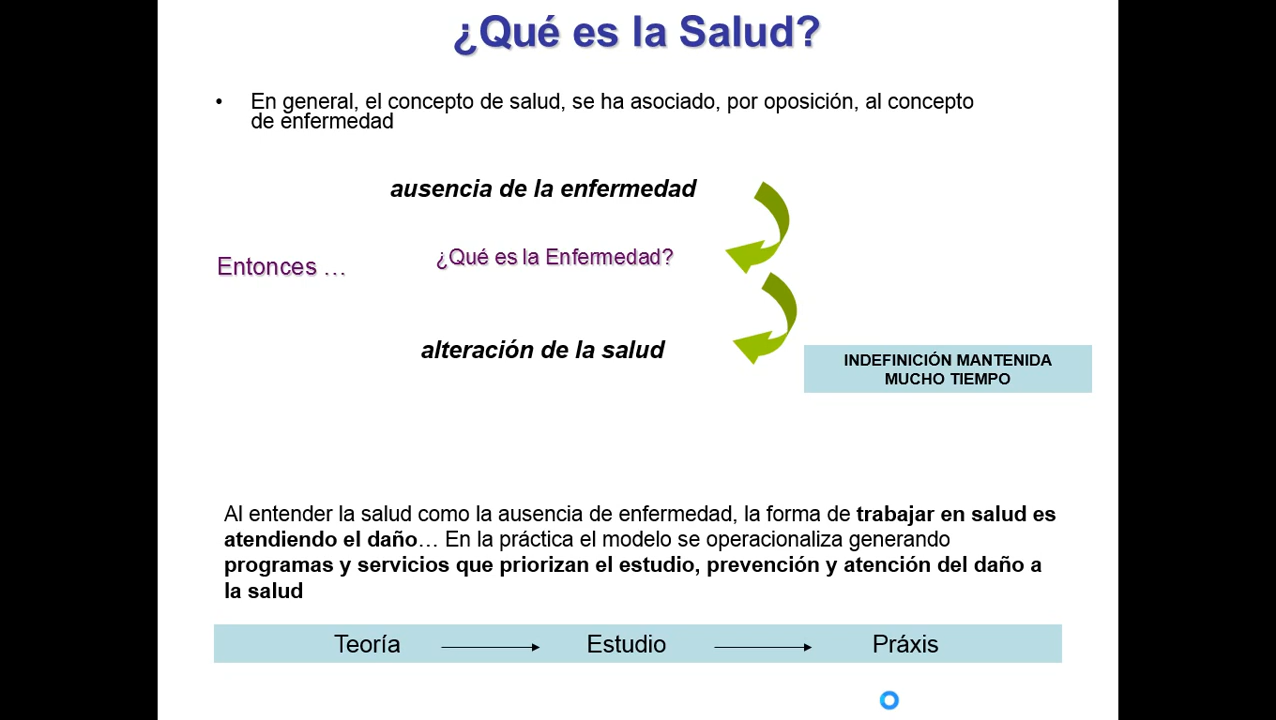 ¿Qué es la Salud?
• En general, el concepto de salud, se ha asociado, por oposición, al concepto
de enfermedad
ausencia de la enfermedad
¿Qué es la Enfermedad?
Entonces …
alteración de la salud
INDEFINICIÓN MANTENIDA
MUCHO TIEMPO
Al entender la salud como la ausencia de enfermedad, la forma de trabajar en salud es
atendiendo el daño… En la práctica el modelo se operacionaliza generando
programas y servicios que priorizan el estudio, prevención y atención del daño a
la salud
Teoría Estudio Práxis